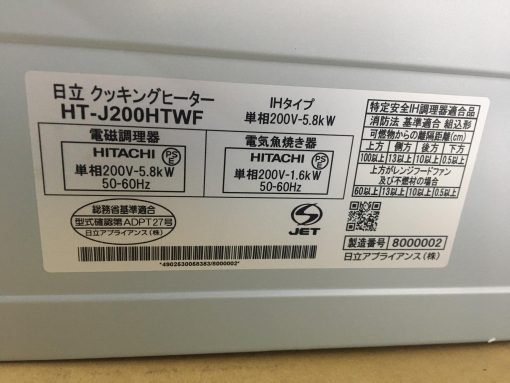 日立 クッキングヒーター
HT-J200HTWF
IHタイプ
単相200V-5.8kW
電磁調理器
HITACHI PSE
単相200V-5.8kW
50-60Hz
電気魚焼き器
HITACHI PSE
単相200V-1.6kW
50-60Hz
総務省基準適合
型式確認第ADPT27号
日立アプライアンス(株)
S
JET
*4902530058383/8000002*
特定安全IH調理器適合品
消防法 基準適合 組込形
可燃物からの離隔距離(cm)
上方 側方 後方 下方
100以上 13以上 10以上 0.5以上
上方がレンジフードファン
及び不燃材の場合
60以上 13以上 10以上 0.5以上
製造番号 8000002
日立アプライアンス(株)